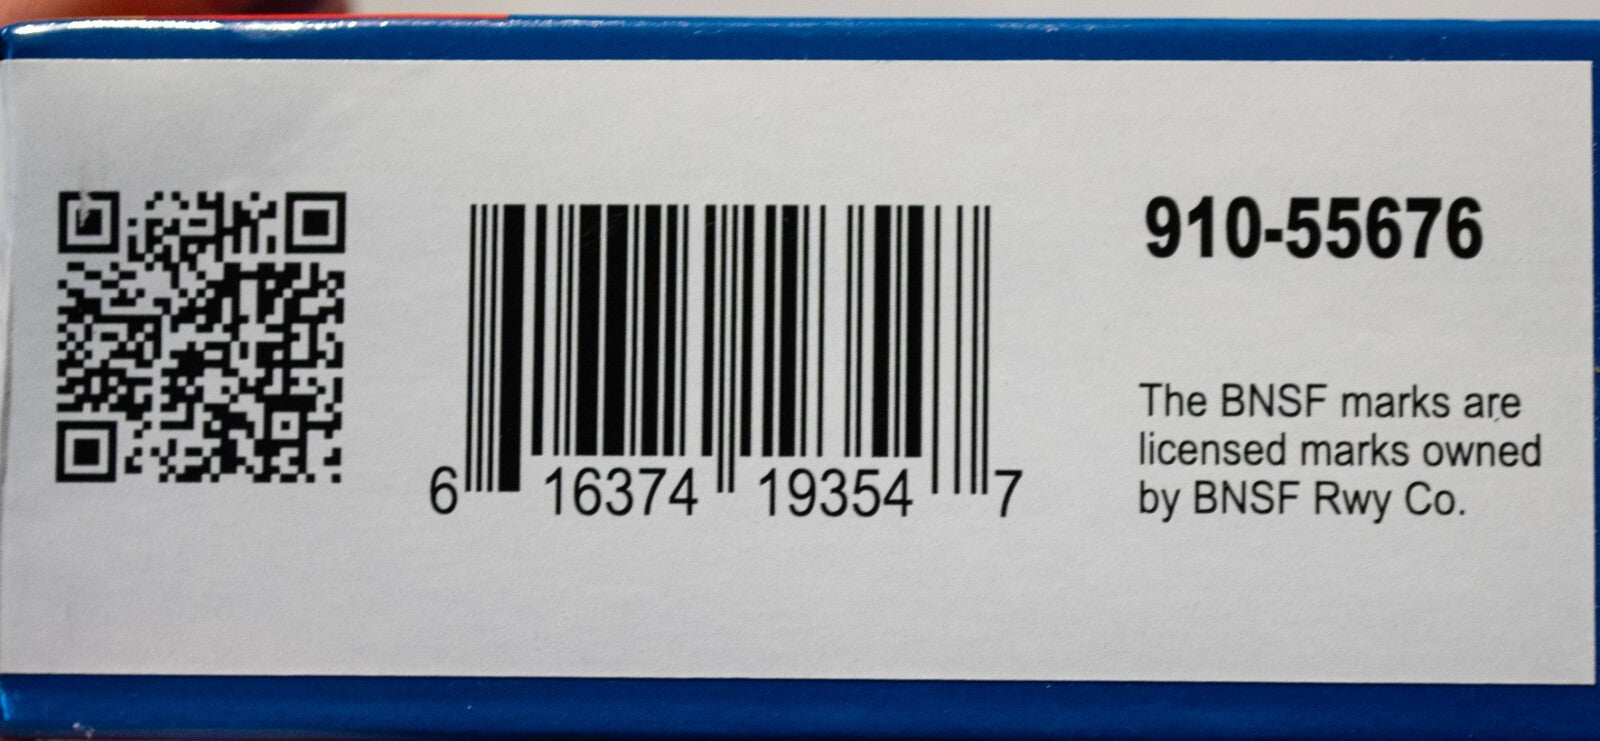 910-55676
6 16374 19354 7
The BNSF marks are
licensed marks owned
by BNSF Rwy Co.